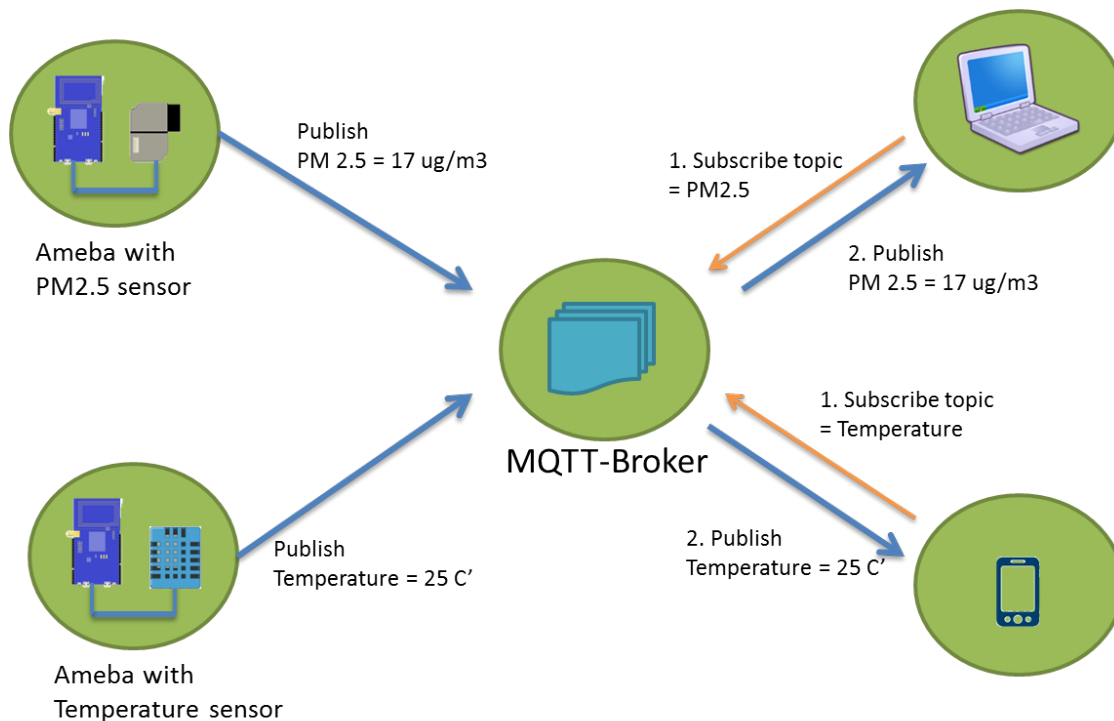 Publish
PM 2.5 = 17 ug/m3
1. Subscribe topic
= PM2.5
Ameba with
PM2.5 sensor
2. Publish
PM 2.5 = 17 ug/m3
1. Subscribe topic
= Temperature
MQTT-Broker
Publish
Temperature = 25 C’
2. Publish
Temperature = 25 C’
Ameba with
Temperature sensor